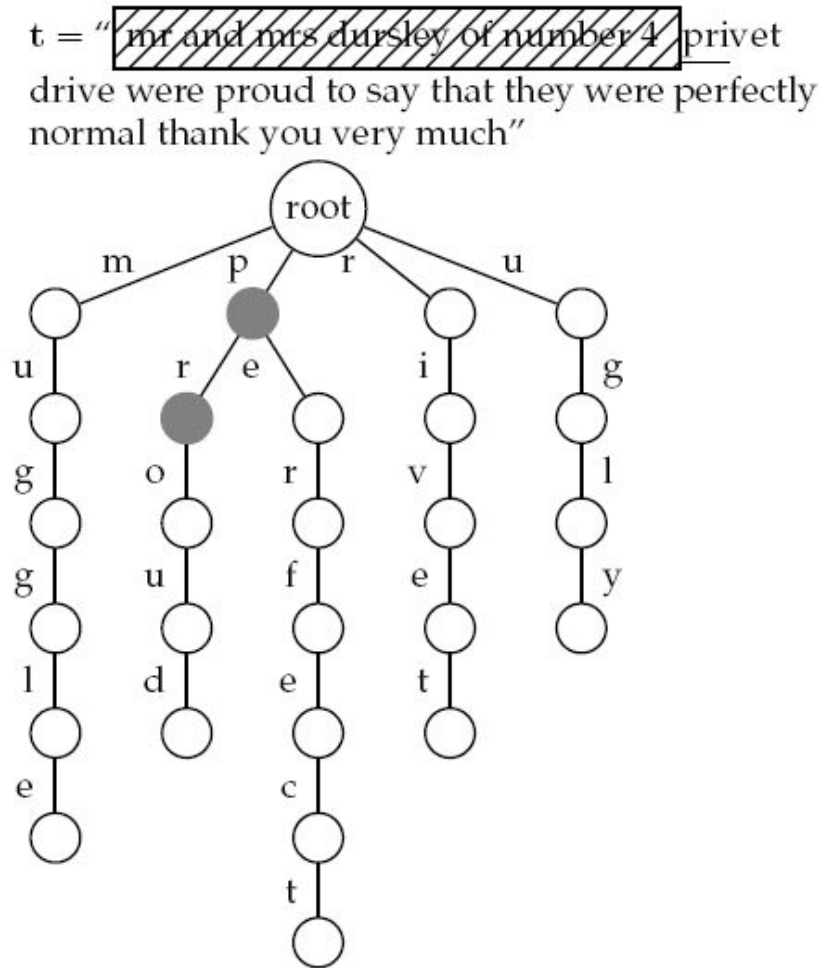 t = “ mr and mrs dursley of number 4 privet
drive were proud to say that they were perfectly
normal thank you very much”
root
m p r u
u r e i g
g o r v l
g u f e y
l d e t
e c
t